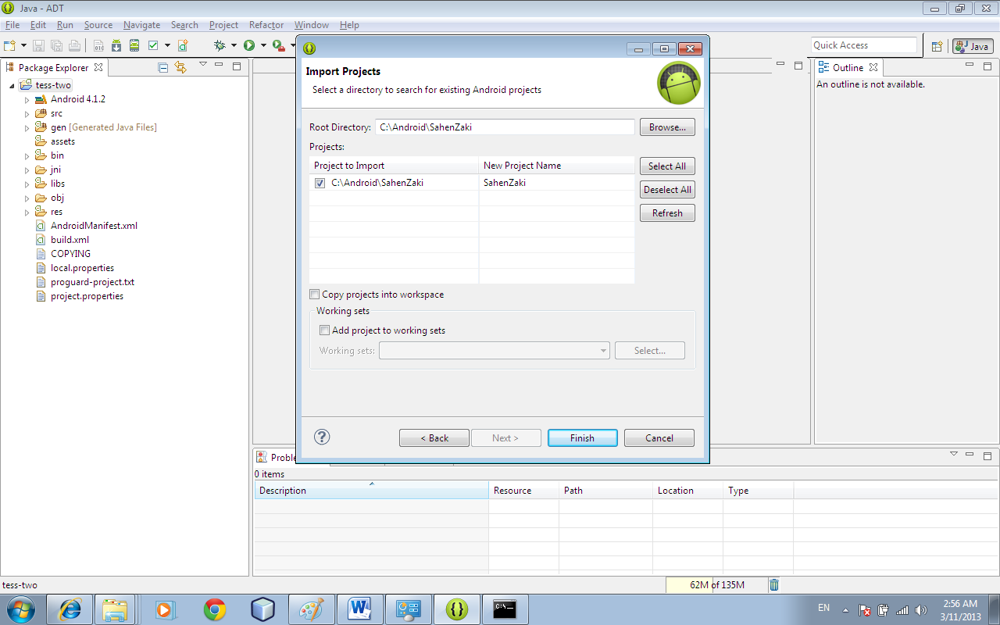 Java - ADT
File Edit Run Source Navigate Search Project Refactor Window Help
Quick Access
Java
Package Explorer
tess-two
Android 4.1.2
src
gen [Generated Java Files]
assets
bin
jni
libs
obj
res
AndroidManifest.xml
build.xml
COPYING
local.properties
proguard-project.txt
project.properties
Import Projects
Select a directory to search for existing Android projects
Root Directory: C:\Android\SahenZaki Browse...
Projects:
Project to Import New Project Name
C:\Android\SahenZaki SahenZaki
Select All
Deselect All
Refresh
Copy projects into workspace
Working sets
Add project to working sets
Working sets: Select...
< Back Next > Finish Cancel
Outline
An outline is not available.
Proble
0 items
Description Resource Path Location Type
tess-two
62M of 135M
EN
2:56 AM
3/11/2013